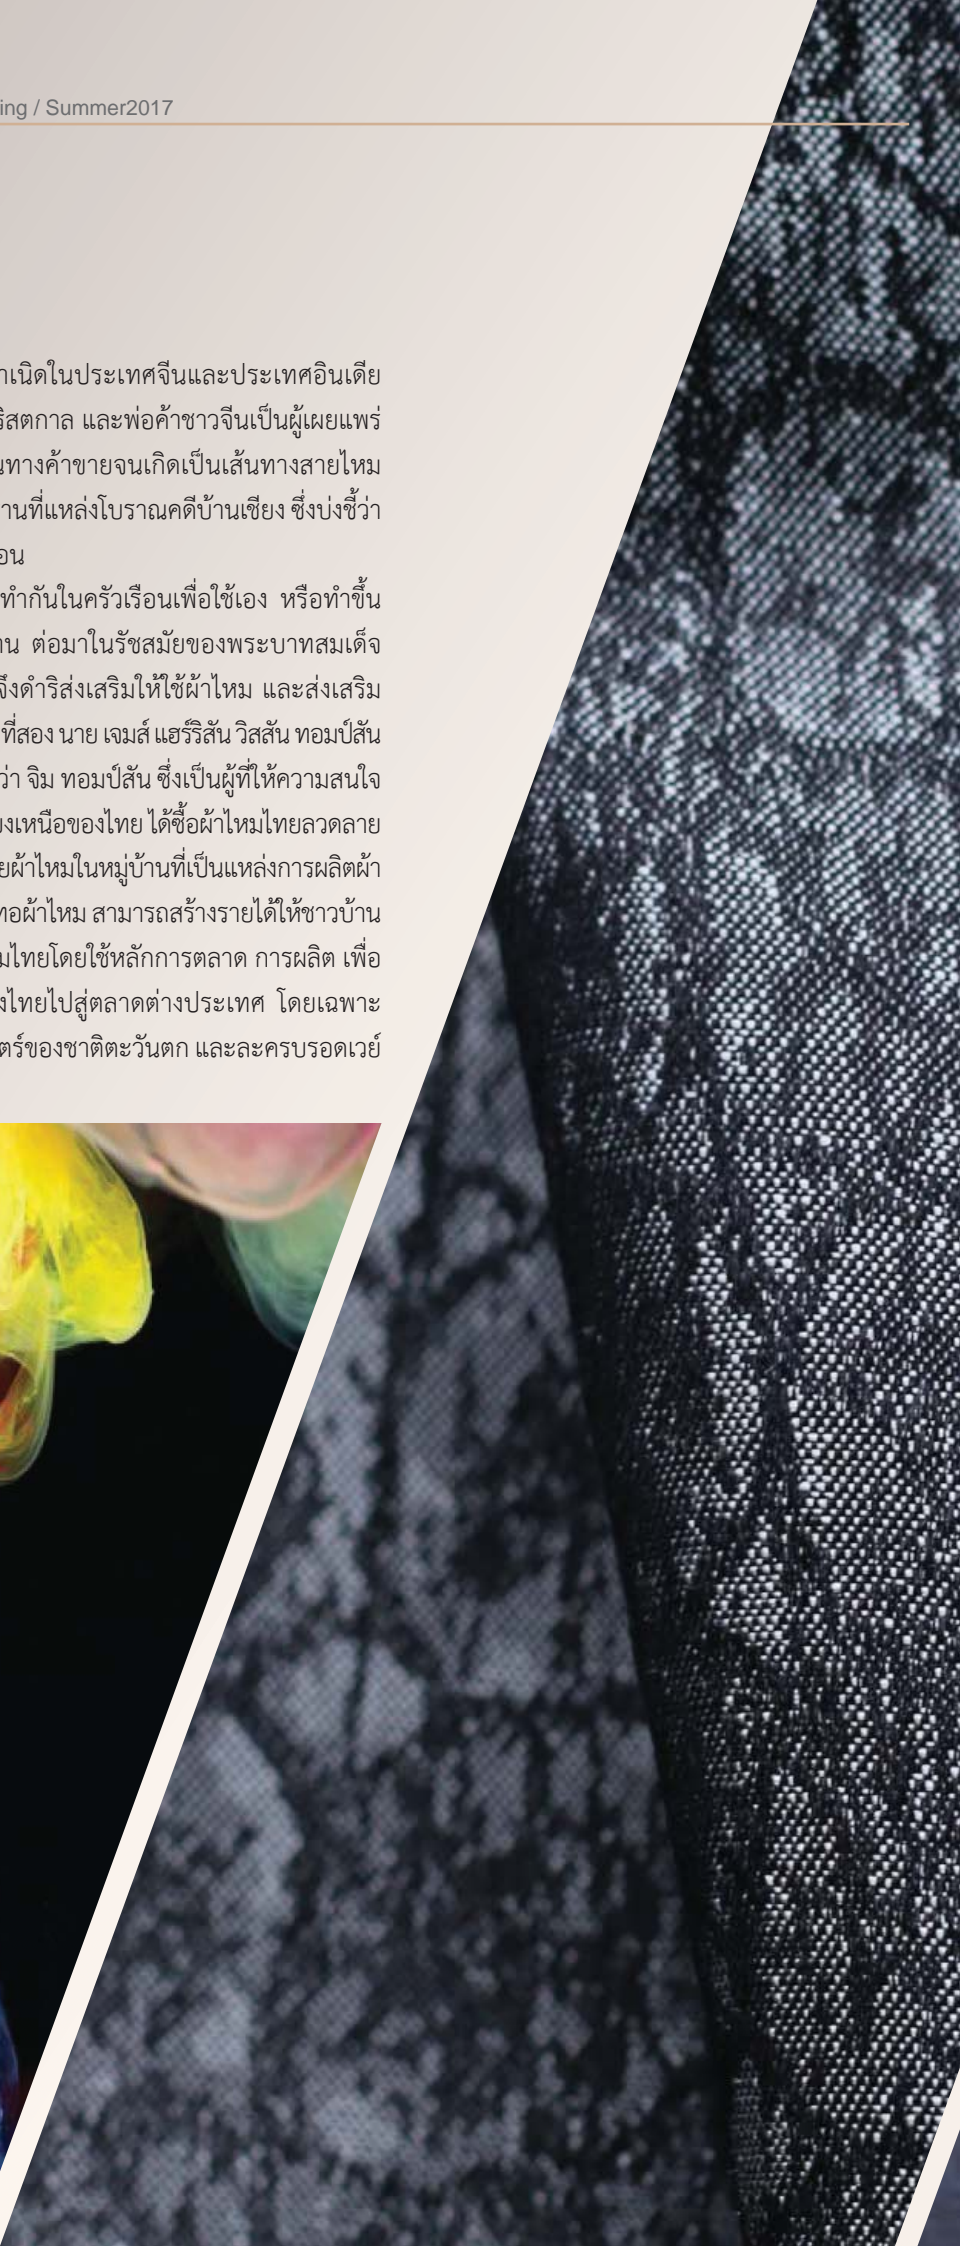 ing / Summer2017
าเนิดในประเทศจีนและประเทศอินเดีย
ริสตกาล และพ่อค้าชาวจีนเป็นผู้เผยแพร่
นทางค้าขายจนเกิดเป็นเส้นทางสายไหม
านที่แหล่งโบราณคดีบ้านเชียง ซึ่งบ่งชี้ว่า
อน
ทำกันในครัวเรือนเพื่อใช้เอง หรือทำขึ้น
าน ต่อมาในรัชสมัยของพระบาทสมเด็จ
จึงดำริส่งเสริมให้ใช้ผ้าไหม และส่งเสริม
ที่สอง นาย เจมส์ แฮร์ริสัน วิสสัน ทอมป์สัน
ว่า จิม ทอมป์สัน ซึ่งเป็นผู้ที่ให้ความสนใจ
ยงเหนือของไทย ได้ซื้อผ้าไหมไทยลวดลาย
ยผ้าไหมในหมู่บ้านที่เป็นแหล่งการผลิตผ้า
ทอผ้าไหม สามารถสร้างรายได้ให้ชาวบ้าน
มไทยโดยใช้หลักการตลาด การผลิต เพื่อ
งไทยไปสู่ตลาดต่างประเทศ โดยเฉพาะ
ตร์ของชาติตะวันตก และละครบรอดเวย์